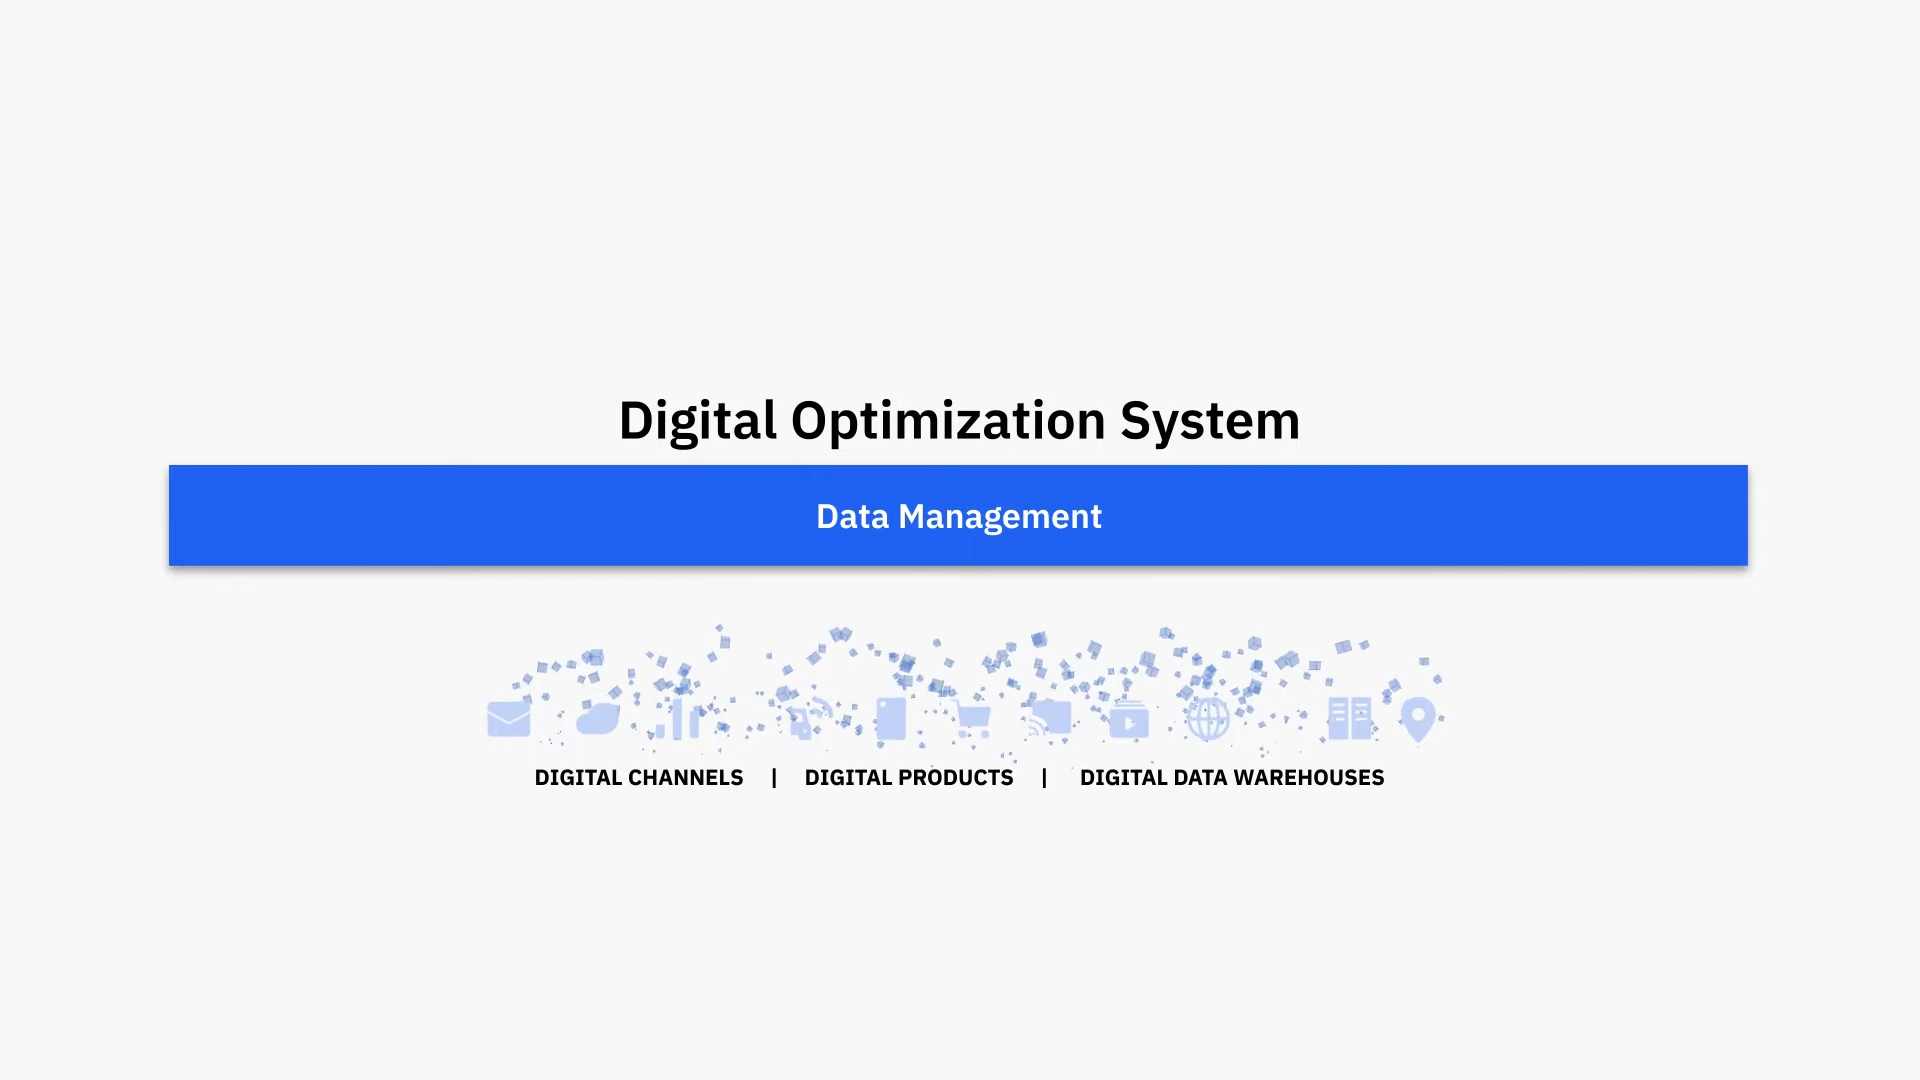 Digital Optimization System
Data Management
DIGITAL CHANNELS | DIGITAL PRODUCTS | DIGITAL DATA WAREHOUSES